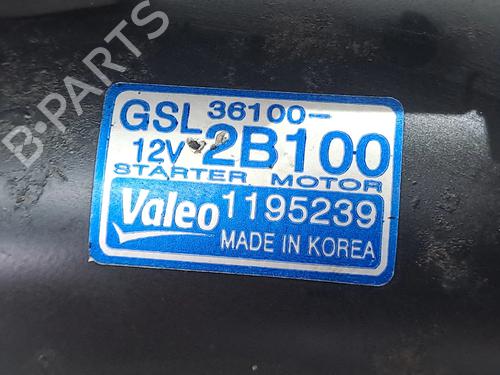 GSL 36100-
12V 2B100
STARTER MOTOR
Valeo 1195239
MADE IN KOREA
B-PARTS